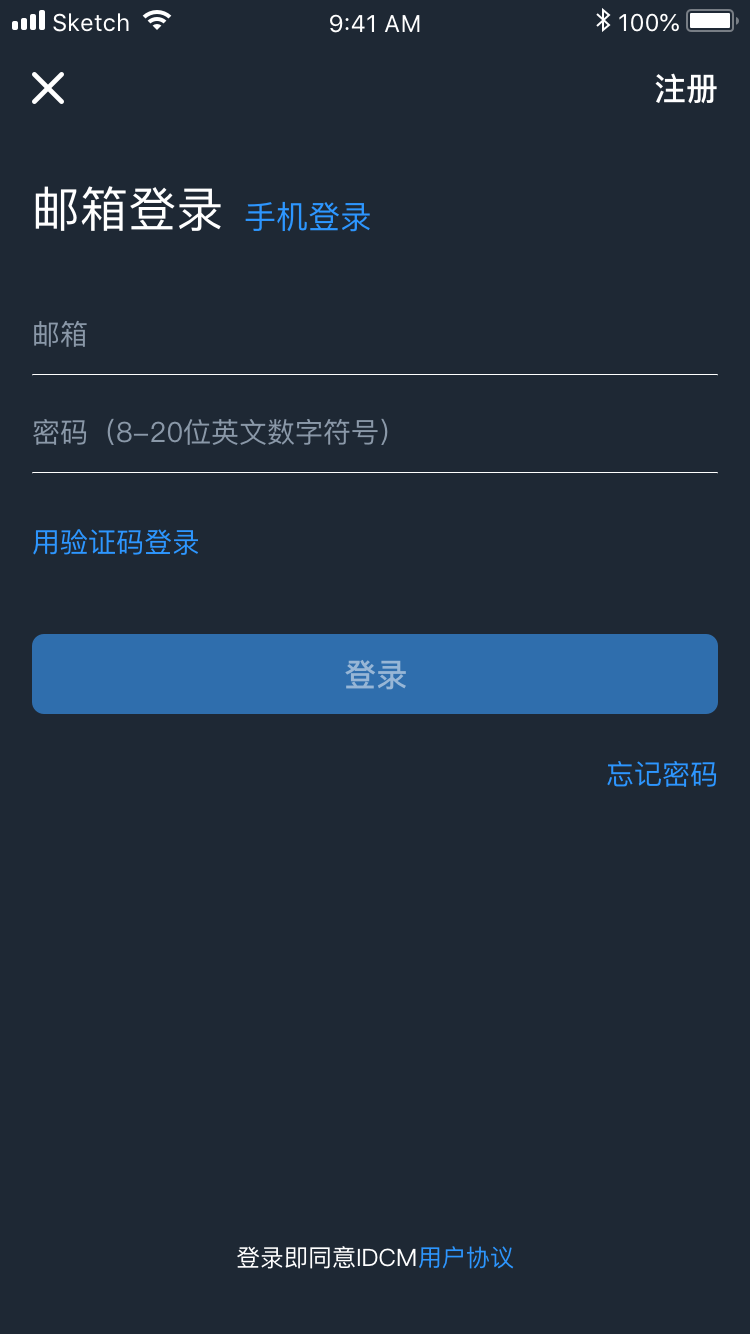 Sketch 9:41 AM 100%
注册
邮箱登录 手机登录
邮箱
密码（8-20位英文数字符号）
用验证码登录
登录
忘记密码
登录即同意IDCM用户协议